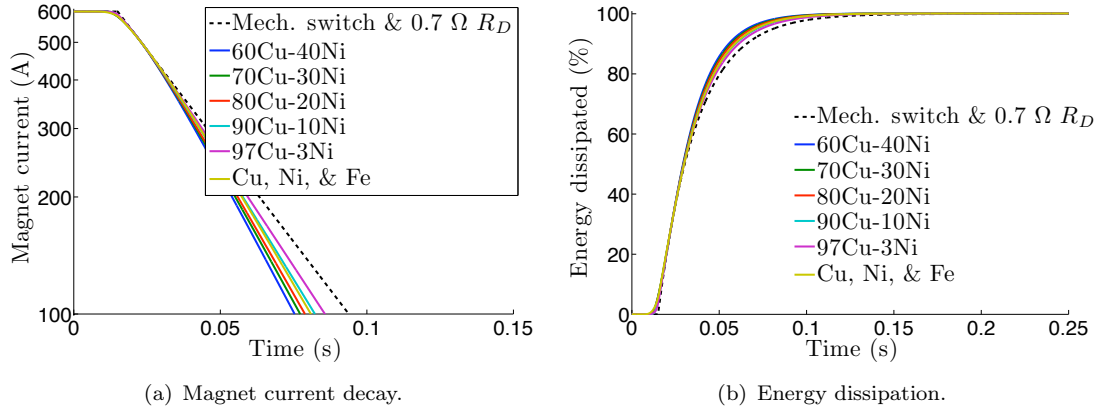 600
500
400
300
200
100
0
0.05
0.1
0.15
Magnet current (A)
Time (s)
Mech. switch & 0.7 Ω R_D
60Cu-40Ni
70Cu-30Ni
80Cu-20Ni
90Cu-10Ni
97Cu-3Ni
Cu, Ni, & Fe
(a) Magnet current decay.
100
80
60
40
20
0
0
0.05
0.1
0.15
0.2
0.25
Energy dissipated (%)
Time (s)
Mech. switch & 0.7 Ω R_D
60Cu-40Ni
70Cu-30Ni
80Cu-20Ni
90Cu-10Ni
97Cu-3Ni
Cu, Ni, & Fe
(b) Energy dissipation.